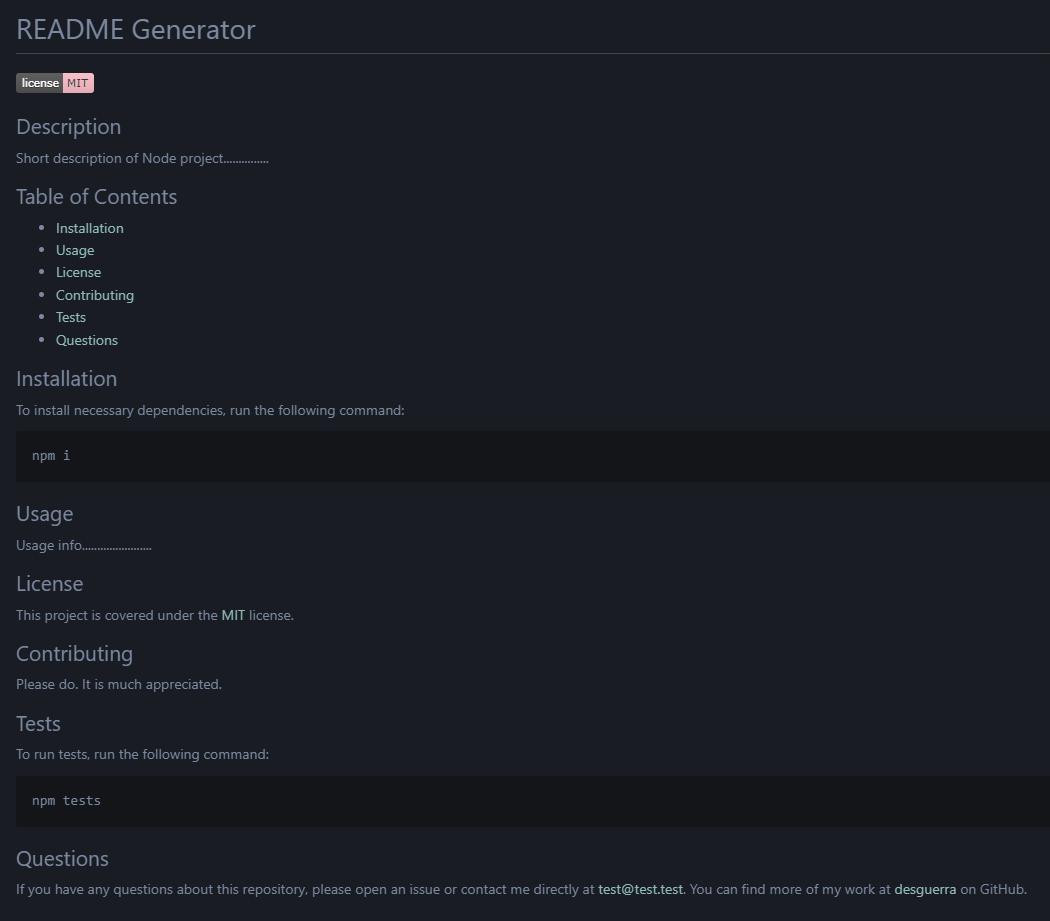 README Generator
license MIT
Description
Short description of Node project...............
Table of Contents
Installation
Usage
License
Contributing
Tests
Questions
Installation
To install necessary dependencies, run the following command:
npm i
Usage
Usage info.......................
License
This project is covered under the MIT license.
Contributing
Please do. It is much appreciated.
Tests
To run tests, run the following command:
npm tests
Questions
If you have any questions about this repository, please open an issue or contact me directly at test@test.test. You can find more of my work at desguerra on GitHub.